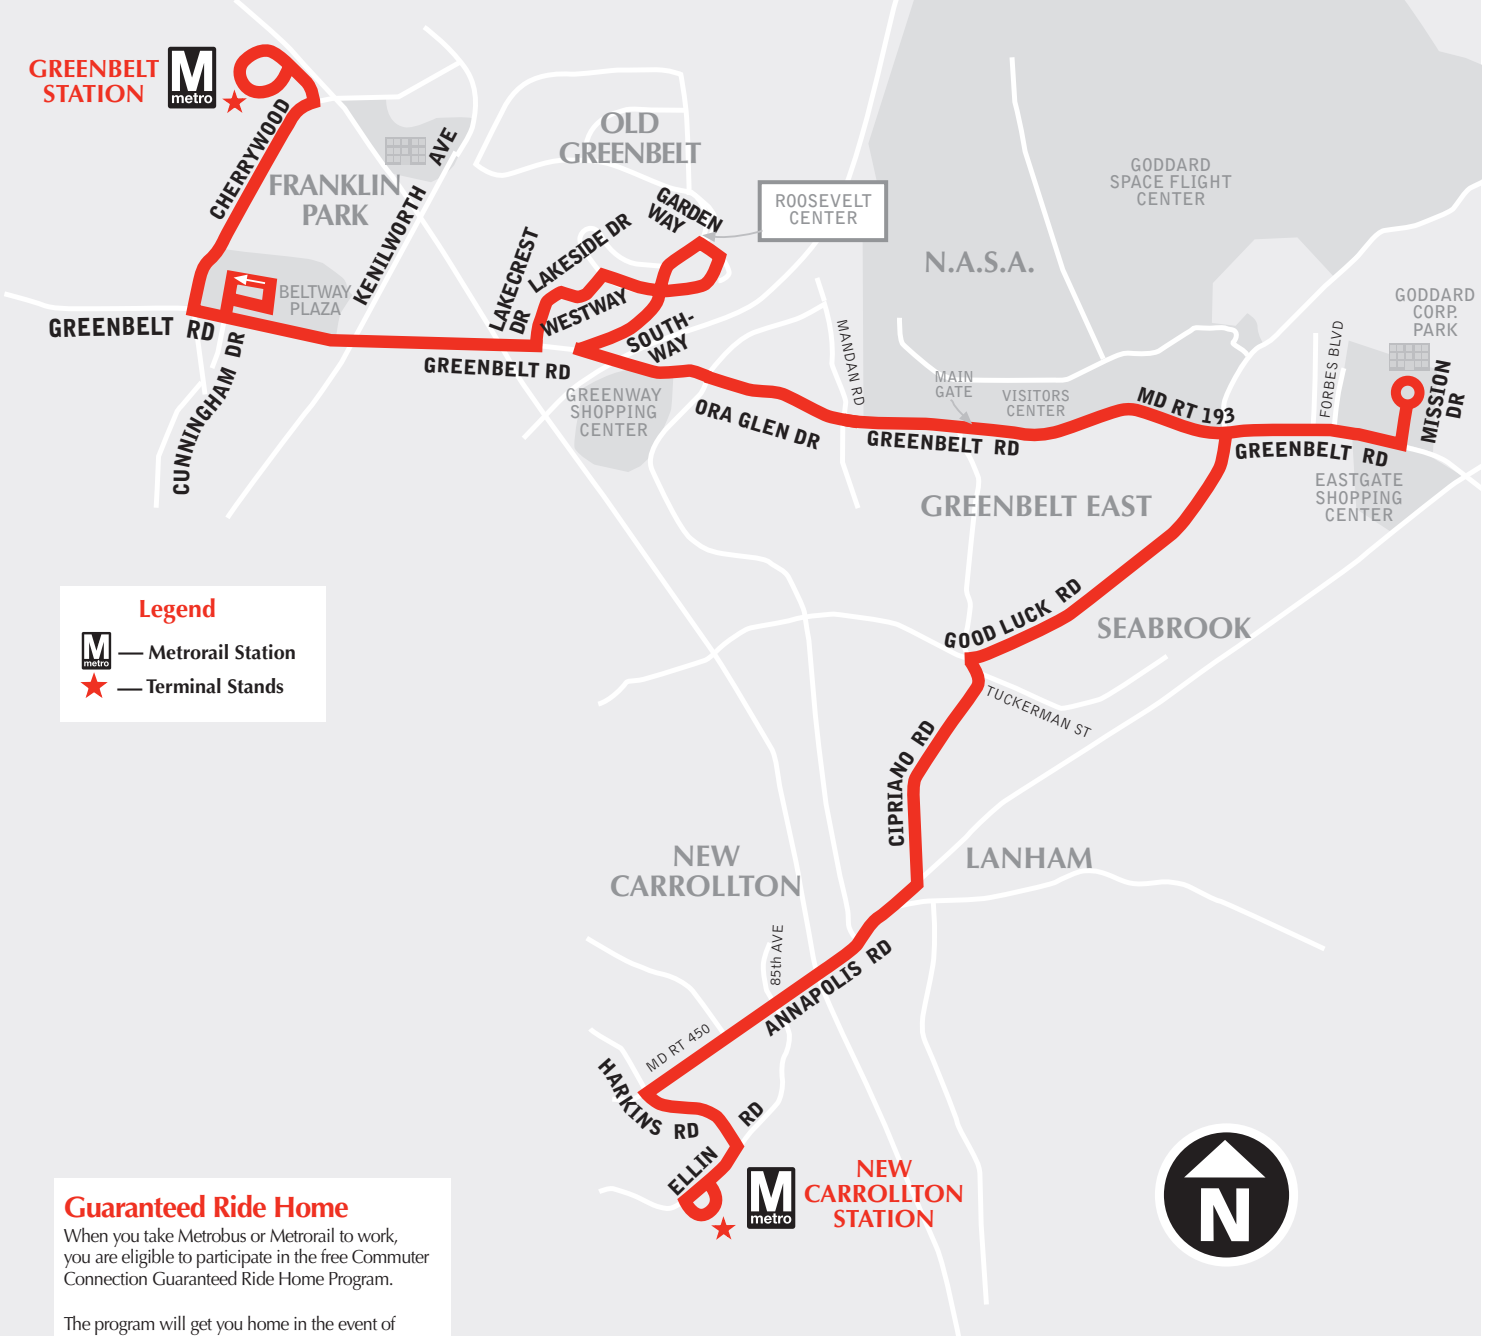 GREENBELT
STATION
M
metro
CHERRYWOOD
FRANKLIN
PARK
KENILWORTH AVE
OLD
GREENBELT
GARDEN
WAY
ROOSEVELT
CENTER
GODDARD
SPACE FLIGHT
CENTER
N.A.S.A.
GODDARD
CORP.
PARK
LAKECREST
DR
LAKESIDE DR
WESTWAY
SOUTH-
WAY
BELTWAY
PLAZA
GREENBELT RD
CUNNINGHAM DR
GREENBELT RD
GREENWAY
SHOPPING
CENTER
ORA GLEN DR
MANDAN RD
MAIN
GATE
VISITORS
CENTER
GREENBELT RD
MD RT 193
FORBES BLVD
MISSION
DR
GREENBELT RD
EASTGATE
SHOPPING
CENTER
GREENBELT EAST
GOOD LUCK RD
SEABROOK
TUCKERMAN ST
CIPRIANO RD
Legend
M
metro
— Metrorail Station
— Terminal Stands
NEW
CARROLLTON
LANHAM
85th AVE
ANNAPOLIS RD
MD RT 450
HARKINS RD
ELLIN RD
M
metro
NEW
CARROLLTON
STATION
N
Guaranteed Ride Home
When you take Metrobus or Metrorail to work,
you are eligible to participate in the free Commuter
Connection Guaranteed Ride Home Program.
The program will get you home in the event of